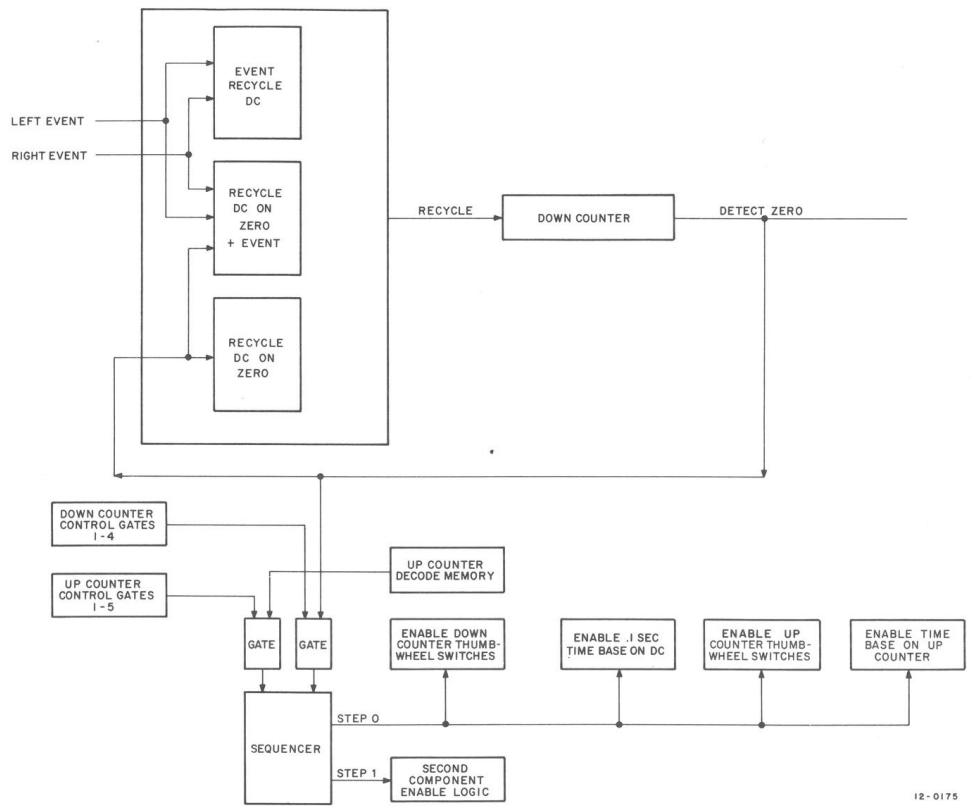 EVENT
RECYCLE
DC
LEFT EVENT
RIGHT EVENT
RECYCLE
DC ON
ZERO
+ EVENT
RECYCLE
DOWN COUNTER
DETECT ZERO
RECYCLE
DC ON
ZERO
DOWN COUNTER
CONTROL GATES
1-4
UP COUNTER
DECODE MEMORY
UP COUNTER
CONTROL GATES
1-5
GATE
GATE
ENABLE DOWN
COUNTER THUMB-
WHEEL SWITCHES
ENABLE .1 SEC
TIME BASE ON DC
ENABLE UP
COUNTER THUMB-
WHEEL SWITCHES
ENABLE TIME
BASE ON UP
COUNTER
SEQUENCER
STEP 0
STEP 1
SECOND
COMPONENT
ENABLE LOGIC
12-0175